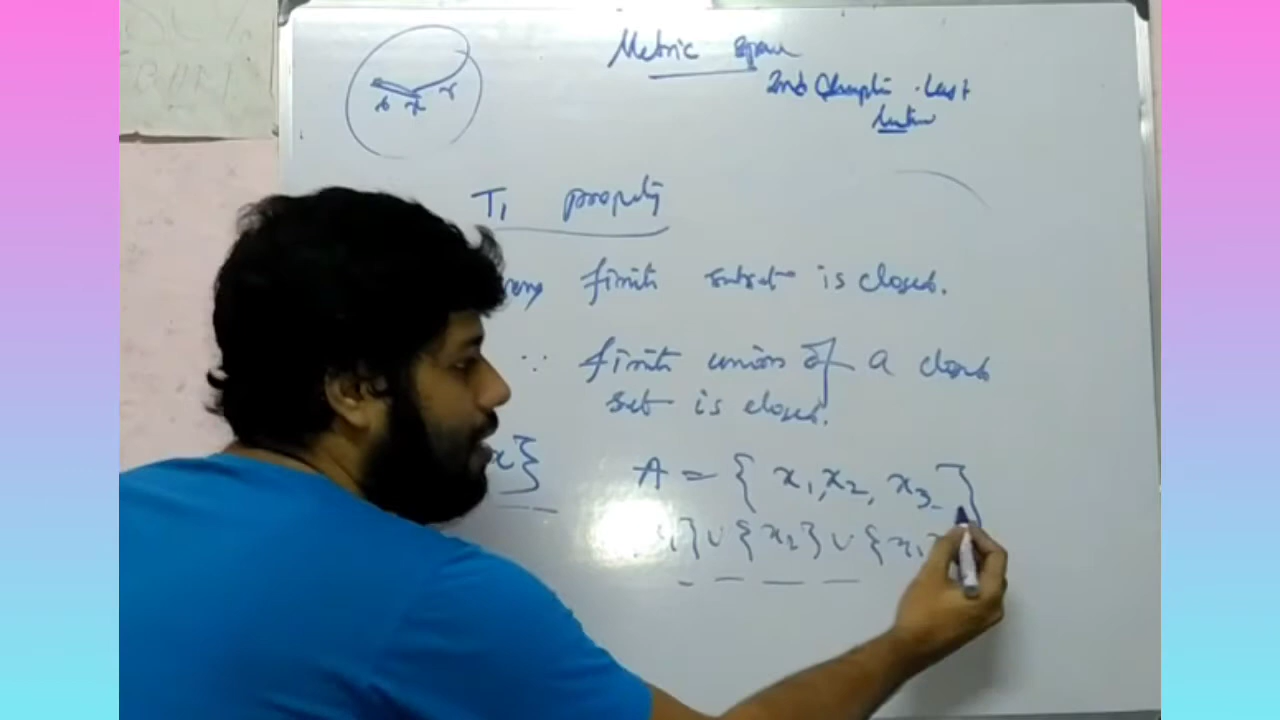 Metric space
2nd Chapter Last
r x r
T1 property
finite subset is closed.
∵ finite union of a closed
set is closed.
x} A = { x1, x2, x3 }
} ∪ { x2 } ∪ { x1